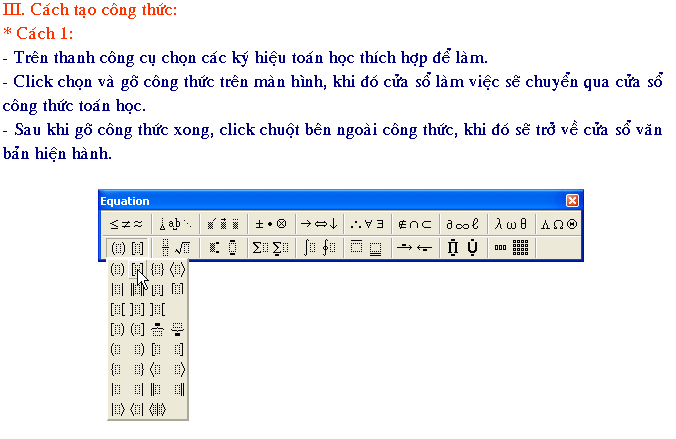 III. Cách tạo công thức:
* Cách 1:
- Trên thanh công cụ chọn các ký hiệu toán học thích hợp để làm.
- Click chọn và gõ công thức trên màn hình, khi đó cửa sổ làm việc sẽ chuyển qua cửa sổ
công thức toán học.
- Sau khi gõ công thức xong, click chuột bên ngoài công thức, khi đó sẽ trở về cửa sổ văn
bản hiện hành.
Equation
≤ ≠ ≈ ab ∵ ± • ⊗ → ⇔ ↓ ∴ ∀ ∃ ∉ ∩ ⊂ ∂ ∞ ℓ λ ω θ Λ Ω Θ